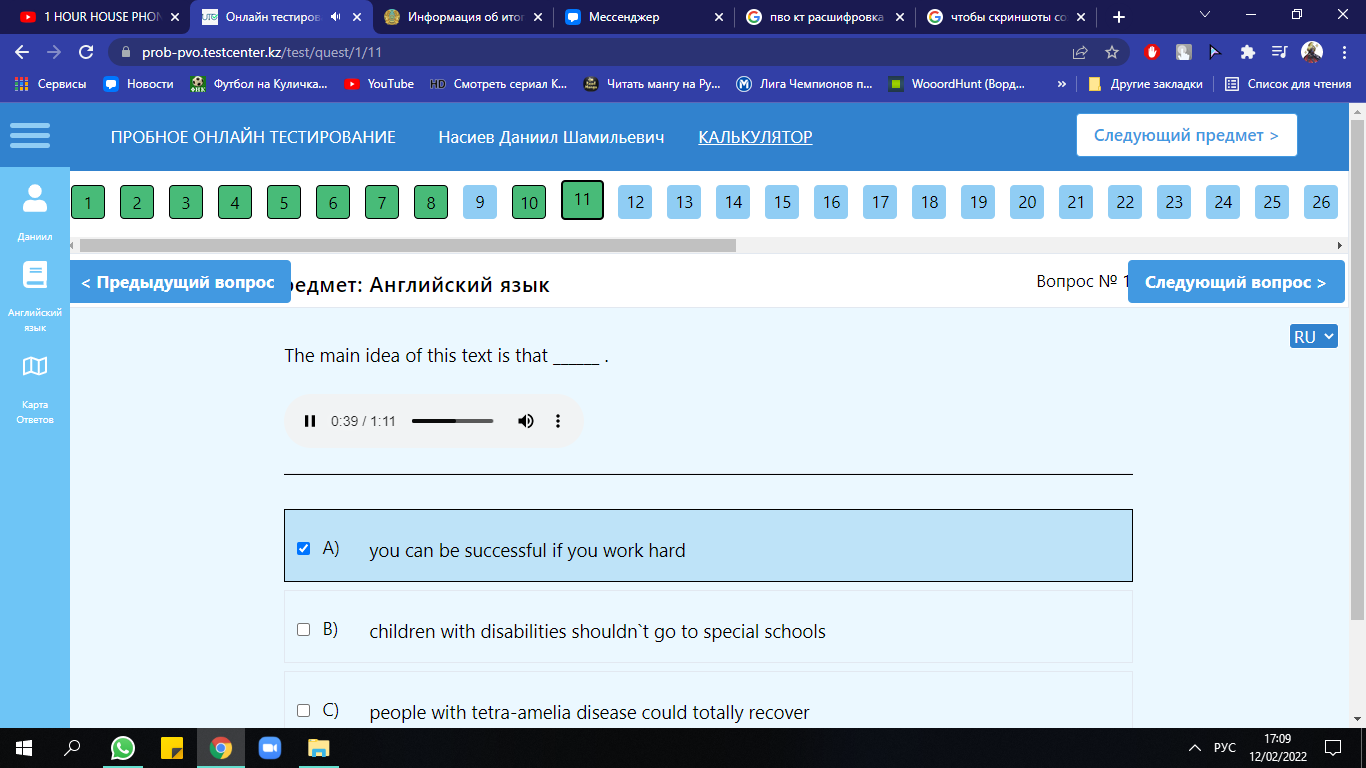 1 HOUR HOUSE PHON
Онлайн тестирова
Информация об итог
Мессенджер
пво кт расшифровка
чтобы скриншоты со
prob-pvo.testcenter.kz/test/quest/1/11
Сервисы
Новости
Футбол на Куличка...
YouTube
HD Смотреть сериал К...
Читать мангу на Ру...
Лига Чемпионов п...
WooordHunt (Ворд...
»
Другие закладки
Список для чтения
ПРОБНОЕ ОНЛАЙН ТЕСТИРОВАНИЕ
Насиев Даниил Шамильевич
КАЛЬКУЛЯТОР
Следующий предмет >
1 2 3 4 5 6 7 8 9 10 11 12 13 14 15 16 17 18 19 20 21 22 23 24 25 26
Даниил
Английский
язык
Карта
Ответов
< Предыдущий вопрос
редмет: Английский язык
Вопрос № 1
Следующий вопрос >
RU
The main idea of this text is that ______ .
0:39 / 1:11
A) you can be successful if you work hard
B) children with disabilities shouldn`t go to special schools
C) people with tetra-amelia disease could totally recover
РУС
17:09
12/02/2022